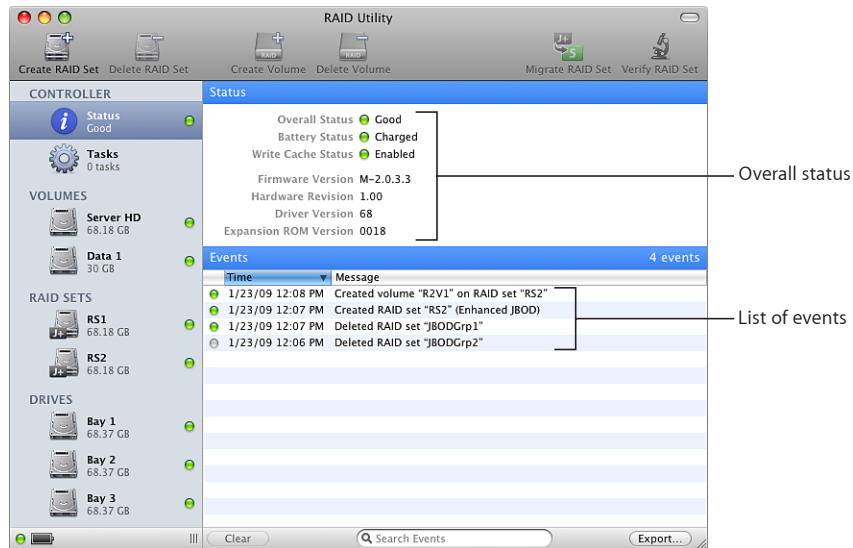 RAID Utility
Create RAID Set Delete RAID Set Create Volume Delete Volume Migrate RAID Set Verify RAID Set
RAID RAID J+ 5
CONTROLLER
Status
Good
Tasks
0 tasks
VOLUMES
Server HD
68.18 GB
Data 1
30 GB
RAID SETS
J+
RS1
68.18 GB
J+
RS2
68.18 GB
DRIVES
Bay 1
68.37 GB
Bay 2
68.37 GB
Bay 3
68.37 GB
Status
Overall Status Good
Battery Status Charged
Write Cache Status Enabled
Firmware Version M-2.0.3.3
Hardware Revision 1.00
Driver Version 68
Expansion ROM Version 0018
Overall status
Events 4 events
Time Message
1/23/09 12:08 PM Created volume “R2V1” on RAID set “RS2”
1/23/09 12:07 PM Created RAID set “RS2” (Enhanced JBOD)
1/23/09 12:07 PM Deleted RAID set “JBODGrp1”
1/23/09 12:06 PM Deleted RAID set “JBODGrp2”
List of events
Clear Search Events Export...